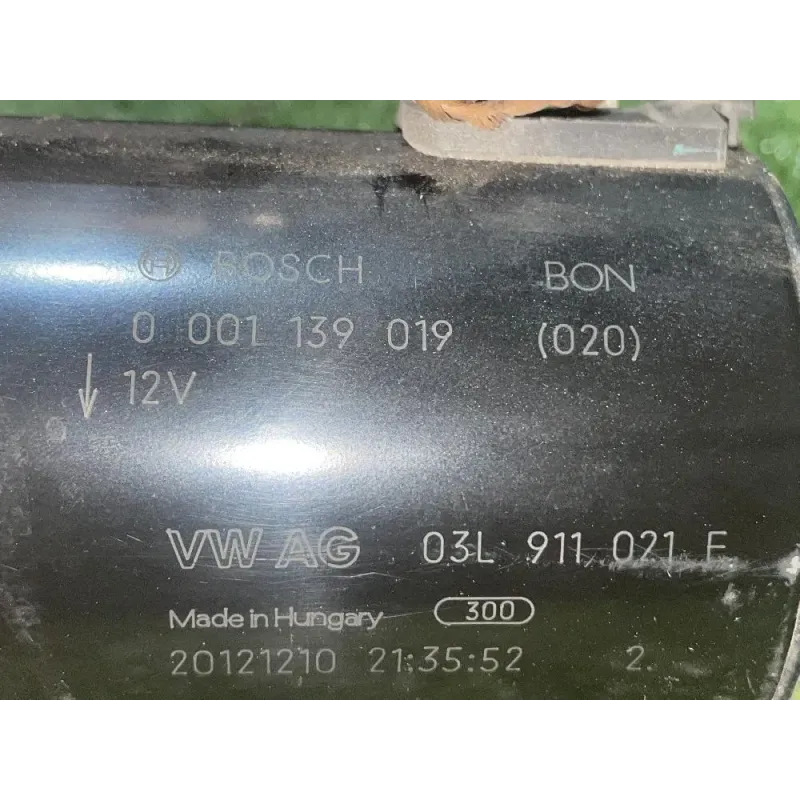 BOSCH BON
0 001 139 019 (020)
12V
VW AG 03L 911 021 E
Made in Hungary 300
20121210 21:35:52 2.